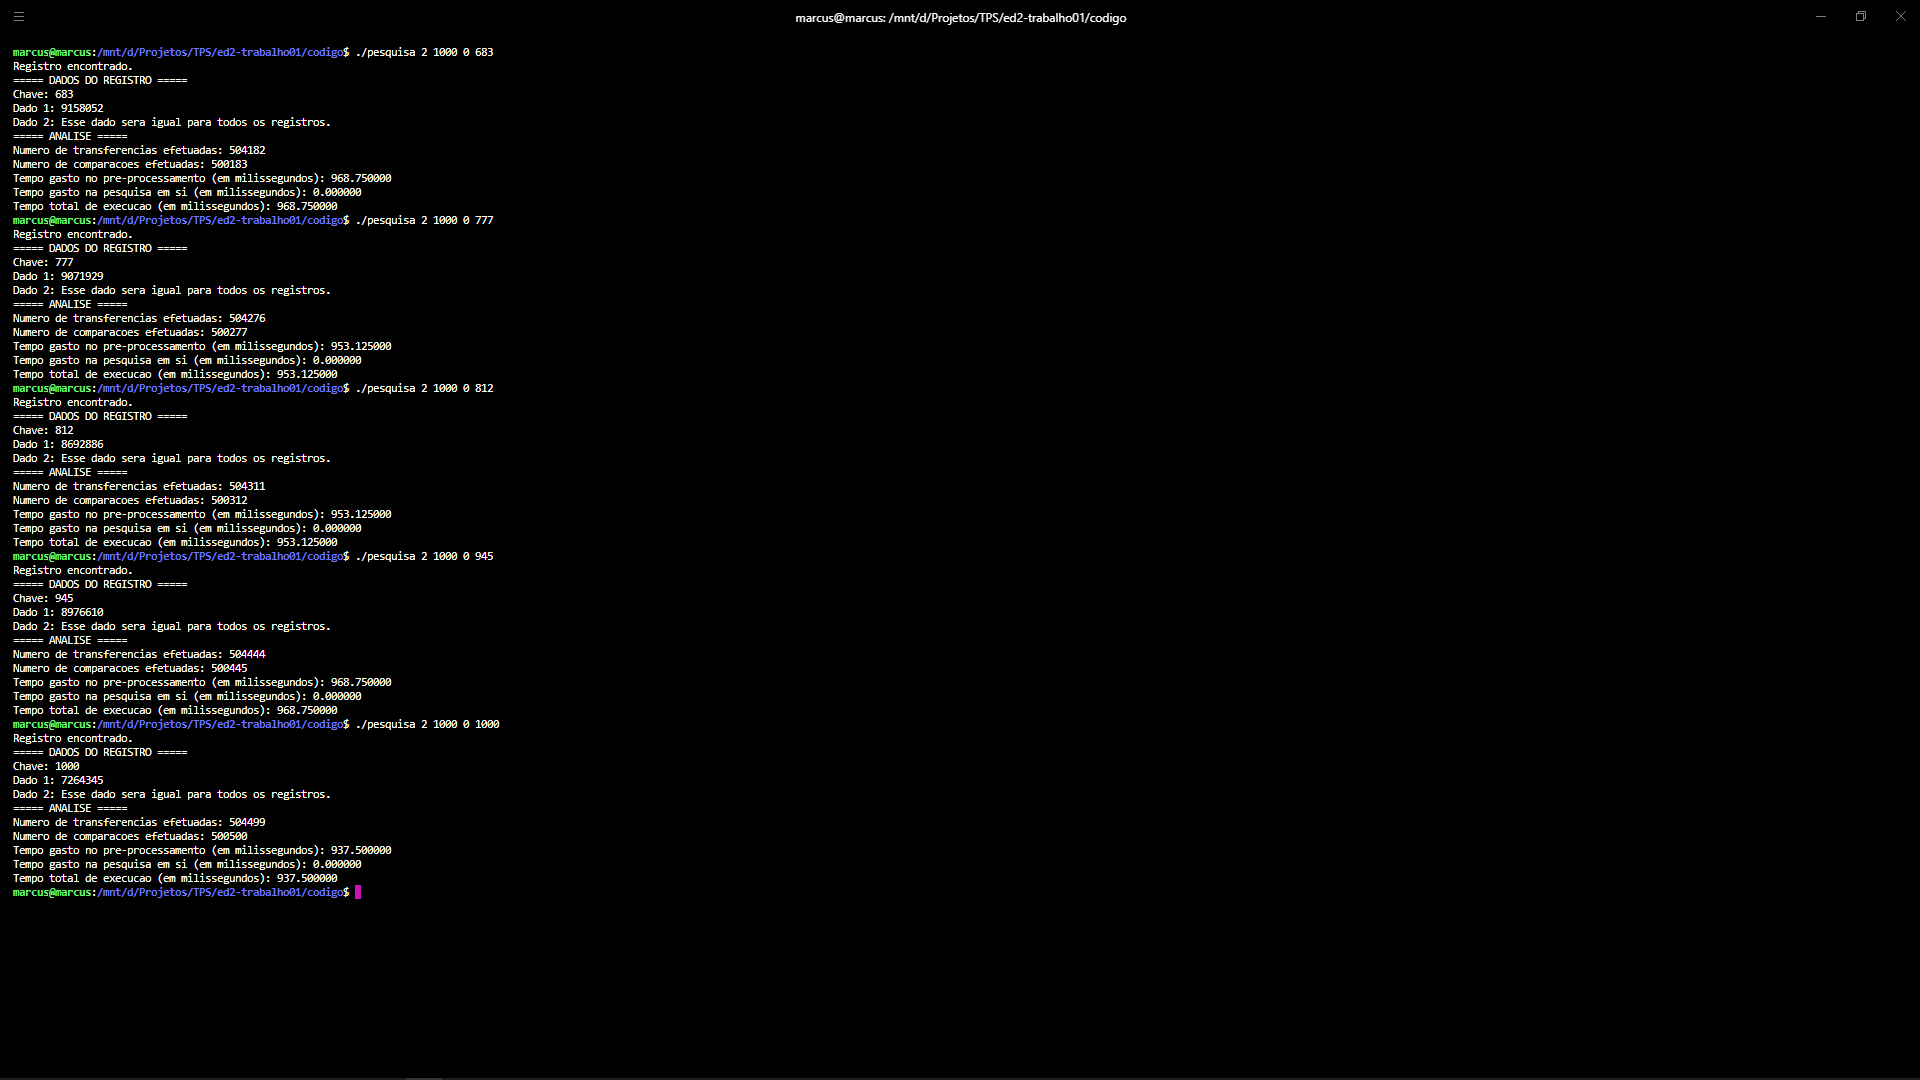 marcus@marcus: /mnt/d/Projetos/TPS/ed2-trabalho01/codigo
marcus@marcus:/mnt/d/Projetos/TPS/ed2-trabalho01/codigo$ ./pesquisa 2 1000 0 683
Registro encontrado.
===== DADOS DO REGISTRO =====
Chave: 683
Dado 1: 9158052
Dado 2: Esse dado sera igual para todos os registros.
===== ANALISE =====
Numero de transferencias efetuadas: 504182
Numero de comparacoes efetuadas: 500183
Tempo gasto no pre-processamento (em milissegundos): 968.750000
Tempo gasto na pesquisa em si (em milissegundos): 0.000000
Tempo total de execucao (em milissegundos): 968.750000
marcus@marcus:/mnt/d/Projetos/TPS/ed2-trabalho01/codigo$ ./pesquisa 2 1000 0 777
Registro encontrado.
===== DADOS DO REGISTRO =====
Chave: 777
Dado 1: 9071929
Dado 2: Esse dado sera igual para todos os registros.
===== ANALISE =====
Numero de transferencias efetuadas: 504276
Numero de comparacoes efetuadas: 500277
Tempo gasto no pre-processamento (em milissegundos): 953.125000
Tempo gasto na pesquisa em si (em milissegundos): 0.000000
Tempo total de execucao (em milissegundos): 953.125000
marcus@marcus:/mnt/d/Projetos/TPS/ed2-trabalho01/codigo$ ./pesquisa 2 1000 0 812
Registro encontrado.
===== DADOS DO REGISTRO =====
Chave: 812
Dado 1: 8692886
Dado 2: Esse dado sera igual para todos os registros.
===== ANALISE =====
Numero de transferencias efetuadas: 504311
Numero de comparacoes efetuadas: 500312
Tempo gasto no pre-processamento (em milissegundos): 953.125000
Tempo gasto na pesquisa em si (em milissegundos): 0.000000
Tempo total de execucao (em milissegundos): 953.125000
marcus@marcus:/mnt/d/Projetos/TPS/ed2-trabalho01/codigo$ ./pesquisa 2 1000 0 945
Registro encontrado.
===== DADOS DO REGISTRO =====
Chave: 945
Dado 1: 8976610
Dado 2: Esse dado sera igual para todos os registros.
===== ANALISE =====
Numero de transferencias efetuadas: 504444
Numero de comparacoes efetuadas: 500445
Tempo gasto no pre-processamento (em milissegundos): 968.750000
Tempo gasto na pesquisa em si (em milissegundos): 0.000000
Tempo total de execucao (em milissegundos): 968.750000
marcus@marcus:/mnt/d/Projetos/TPS/ed2-trabalho01/codigo$ ./pesquisa 2 1000 0 1000
Registro encontrado.
===== DADOS DO REGISTRO =====
Chave: 1000
Dado 1: 7264345
Dado 2: Esse dado sera igual para todos os registros.
===== ANALISE =====
Numero de transferencias efetuadas: 504499
Numero de comparacoes efetuadas: 500500
Tempo gasto no pre-processamento (em milissegundos): 937.500000
Tempo gasto na pesquisa em si (em milissegundos): 0.000000
Tempo total de execucao (em milissegundos): 937.500000
marcus@marcus:/mnt/d/Projetos/TPS/ed2-trabalho01/codigo$